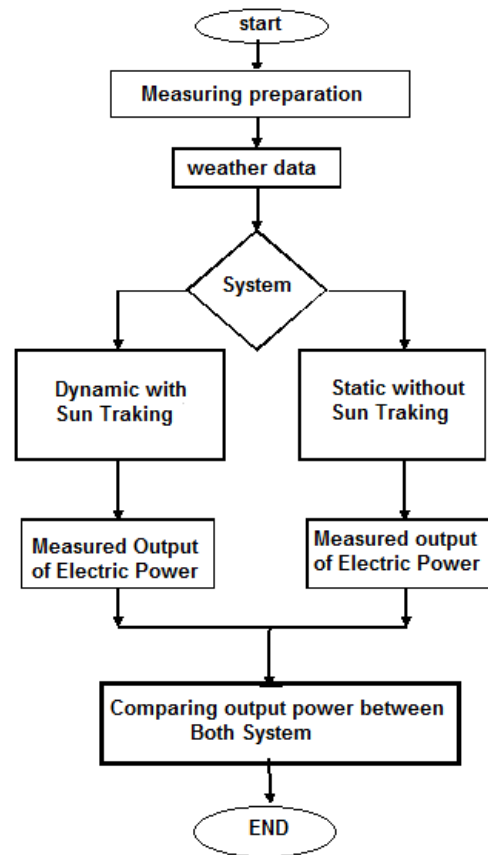 start
Measuring preparation
weather data
System
Dynamic with
Sun Traking
Static without
Sun Traking
Measured Output
of Electric Power
Measured output
of Electric Power
Comparing output power between
Both System
END